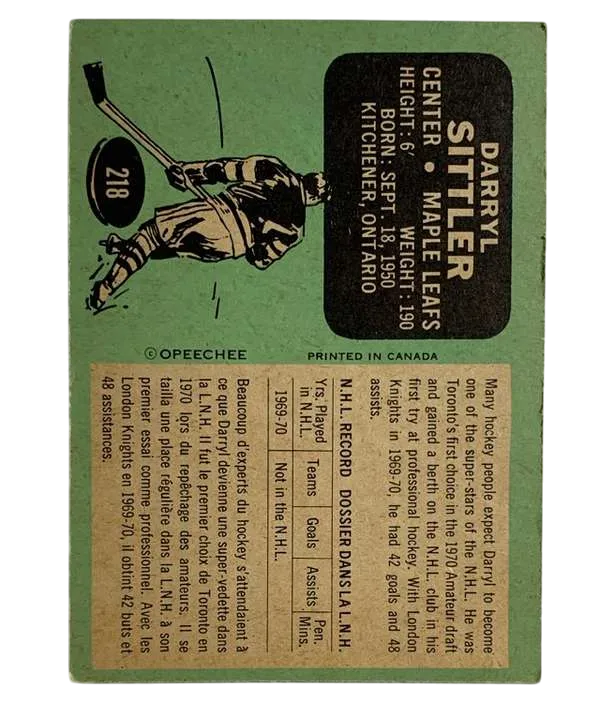 DARRYL
SITTLER
CENTER • MAPLE LEAFS
HEIGHT: 6' WEIGHT: 190
BORN: SEPT. 18, 1950
KITCHENER, ONTARIO
218
© OPEECHEE PRINTED IN CANADA
Many hockey people expect Darryl to become
one of the super-stars of the N.H.L. He was
Toronto's first choice in the 1970 Amateur draft
and gained a berth on the N.H.L. club in his
first try at professional hockey. With London
Knights in 1969-70, he had 42 goals and 48
assists.
N.H.L. RECORD DOSSIER DANS LA L.N.H.
Yrs. Played in N.H.L. Teams Goals Assists Pen. Mins.
1969-70 Not in the N.H.L.
Beaucoup d'experts du hockey s'attendaient à
ce que Darryl devienne une super-vedette dans
la L.N.H. Il fut le premier choix de Toronto en
1970 lors du repêchage des amateurs. Il se
tailla une place régulière dans la L.N.H. à son
premier essai comme professionnel. Avec les
London Knights en 1969-70, il obtint 42 buts et
48 assistances.